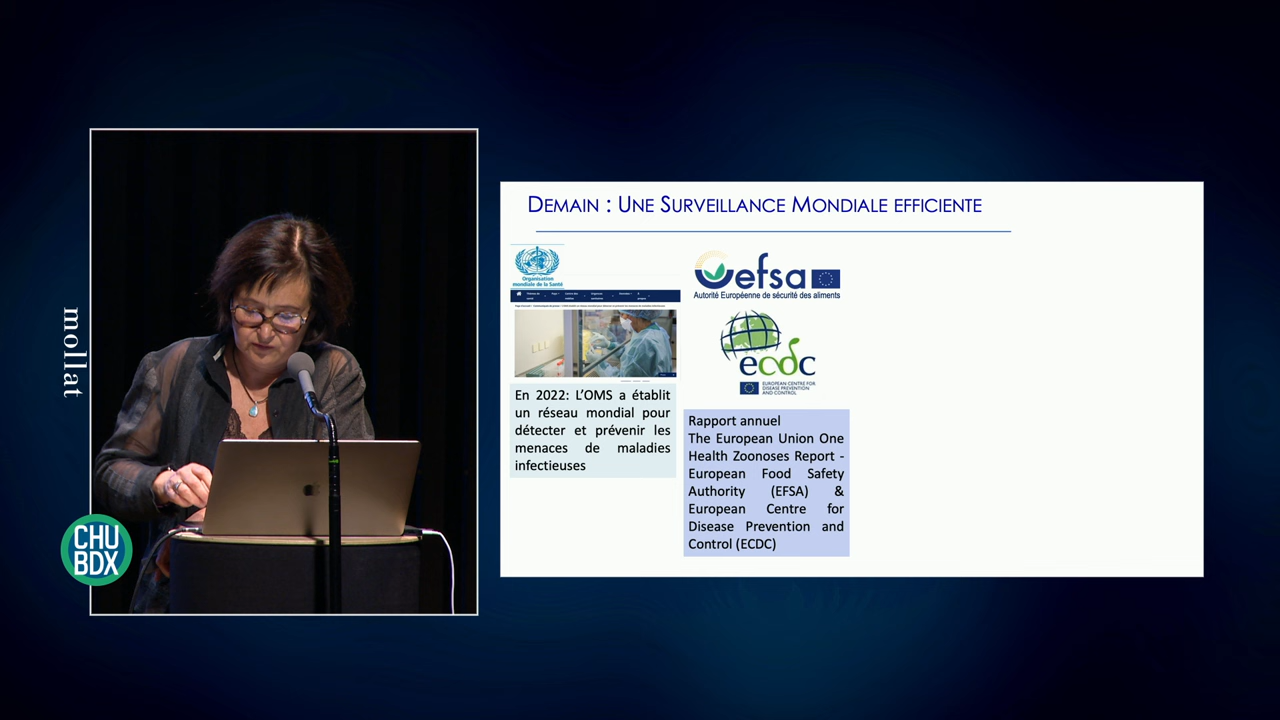 mollat
CHU
BDX
DEMAIN : UNE SURVEILLANCE MONDIALE EFFICIENTE
Organisation
mondiale de la Santé
En 2022: L’OMS a établit
un réseau mondial pour
détecter et prévenir les
menaces de maladies
infectieuses
efsa
Autorité Européenne de sécurité des aliments
ecdc
EUROPEAN CENTRE FOR
DISEASE PREVENTION
AND CONTROL
Rapport annuel
The European Union One
Health Zoonoses Report -
European Food Safety
Authority (EFSA) &
European Centre for
Disease Prevention and
Control (ECDC)